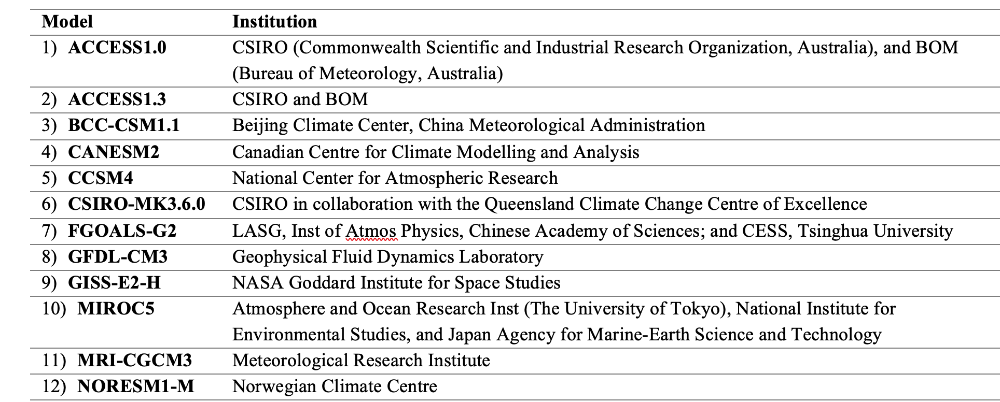 Model Institution
1) ACCESS1.0 CSIRO (Commonwealth Scientific and Industrial Research Organization, Australia), and BOM
(Bureau of Meteorology, Australia)
2) ACCESS1.3 CSIRO and BOM
3) BCC-CSM1.1 Beijing Climate Center, China Meteorological Administration
4) CANESM2 Canadian Centre for Climate Modelling and Analysis
5) CCSM4 National Center for Atmospheric Research
6) CSIRO-MK3.6.0 CSIRO in collaboration with the Queensland Climate Change Centre of Excellence
7) FGOALS-G2 LASG, Inst of Atmos Physics, Chinese Academy of Sciences; and CESS, Tsinghua University
8) GFDL-CM3 Geophysical Fluid Dynamics Laboratory
9) GISS-E2-H NASA Goddard Institute for Space Studies
10) MIROC5 Atmosphere and Ocean Research Inst (The University of Tokyo), National Institute for
Environmental Studies, and Japan Agency for Marine-Earth Science and Technology
11) MRI-CGCM3 Meteorological Research Institute
12) NORESM1-M Norwegian Climate Centre